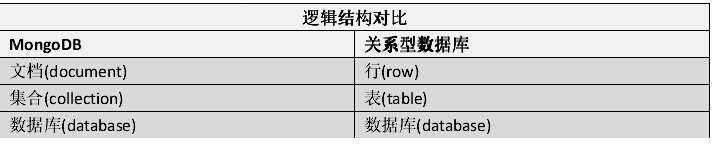 逻辑结构对比
MongoDB 关系型数据库
文档(document) 行(row)
集合(collection) 表(table)
数据库(database) 数据库(database)